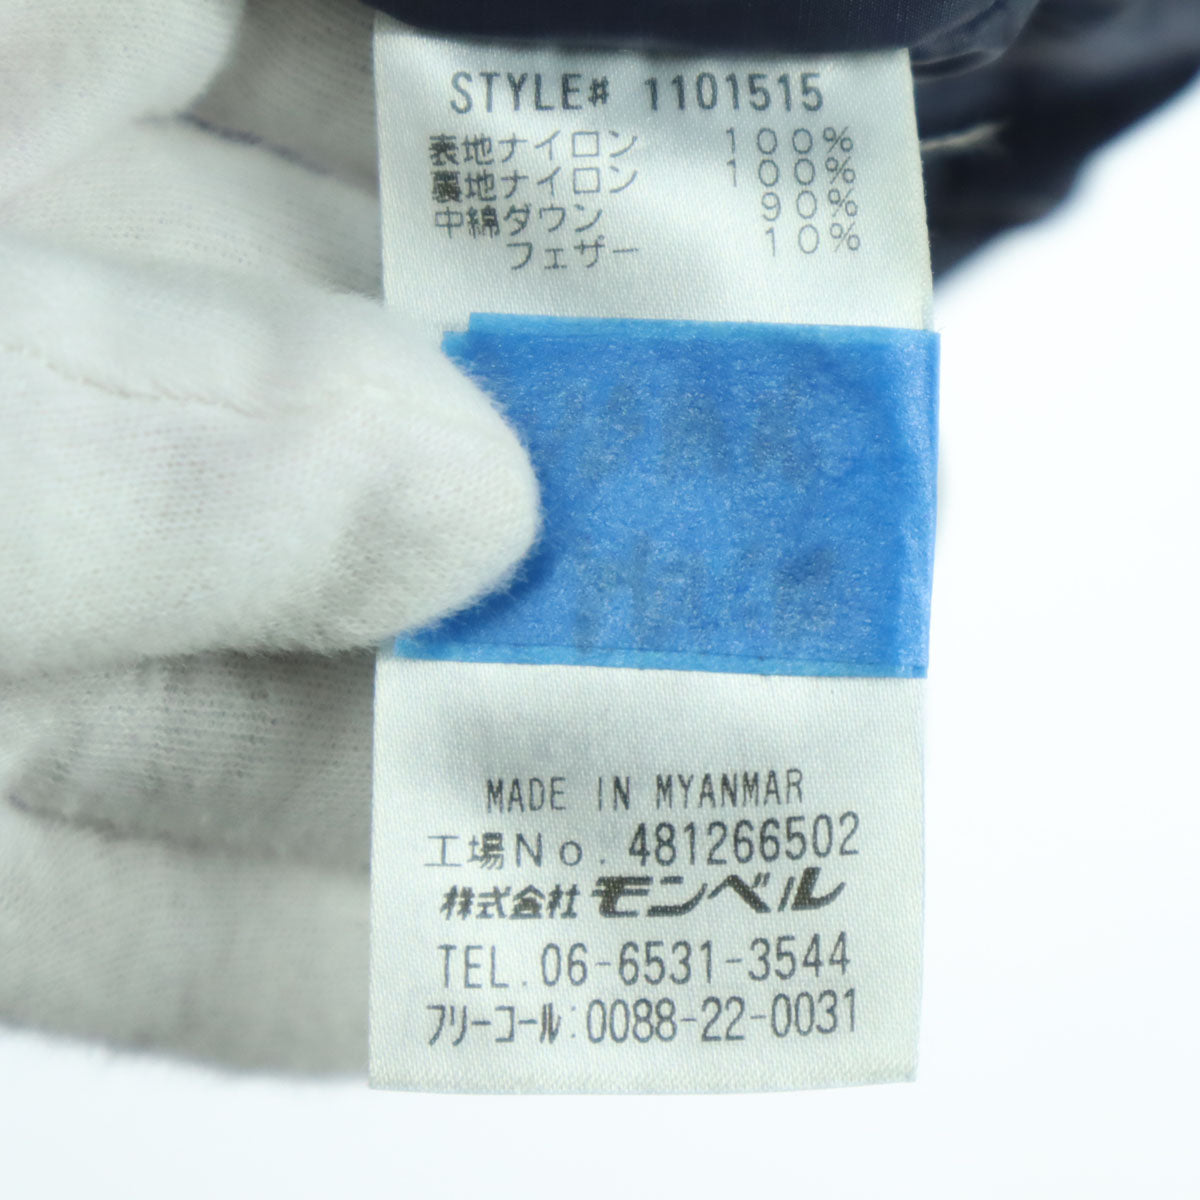 STYLE# 1101515
表地ナイロン 100%
裏地ナイロン 100%
中綿ダウン 90%
フェザー 10%
MADE IN MYANMAR
工場No. 481266502
株式会社 モンベル
TEL. 06-6531-3544
フリーコール:0088-22-0031